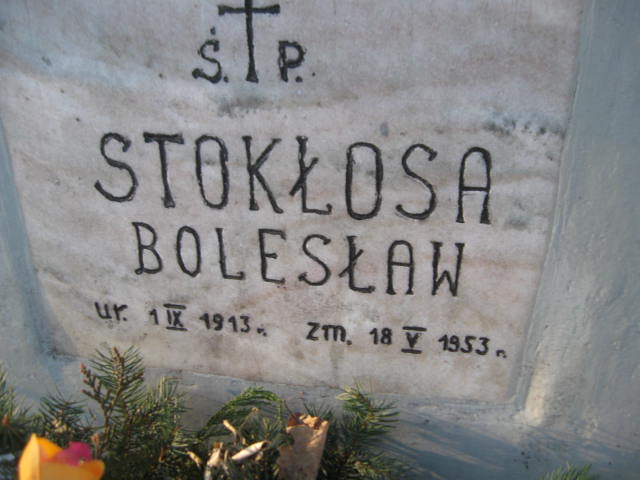 Ś. P.
STOKŁOSA
BOLESŁAW
ur. 1 IX 1913 r. zm. 18 V 1953 r.